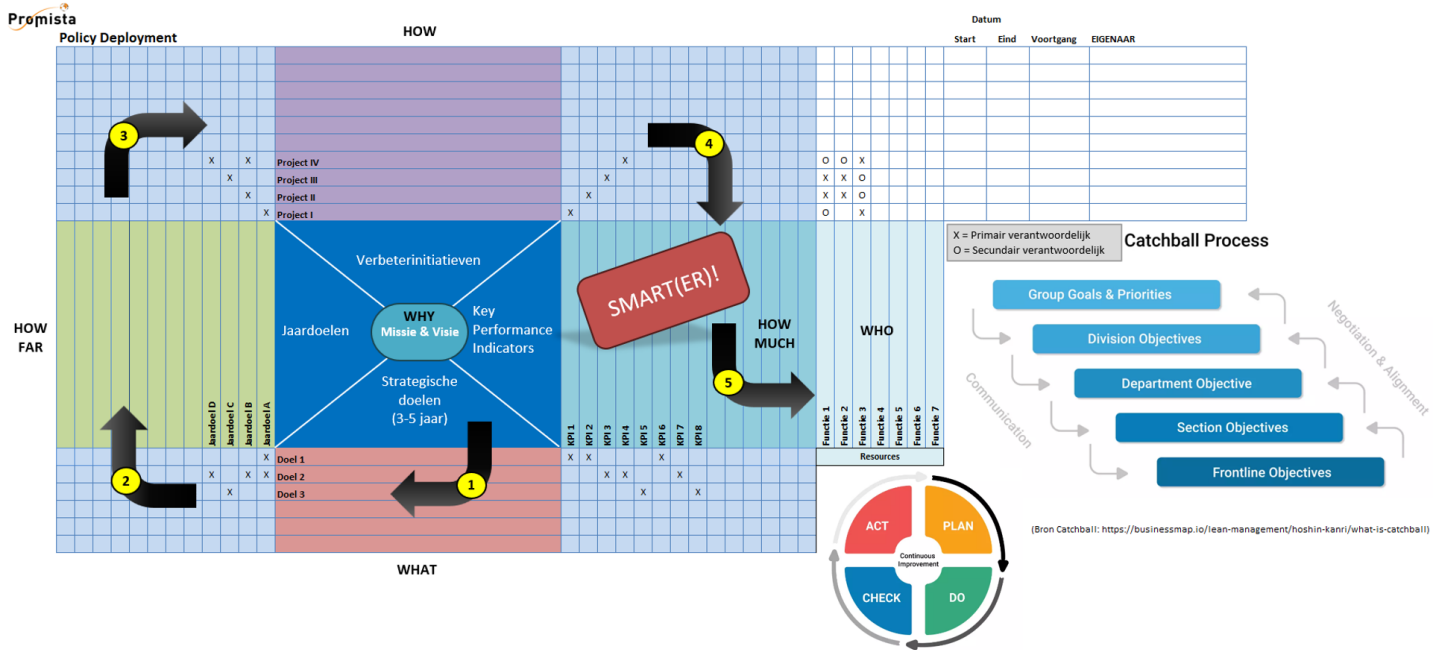 Promista
Policy Deployment
HOW
Datum
Start Eind Voortgang EIGENAAR
3
4
X X Project IV X O O X
X Project III X X X O
X Project II X X X O
X Project I X O X
X = Primair verantwoordelijk
O = Secundair verantwoordelijk
Catchball Process
Verbeterinitiatieven
SMART(ER)!
Group Goals & Priorities
Negotiation & Alignment
HOW
FAR
Jaardoelen
WHY
Missie & Visie
Key
Performance
Indicators
HOW
MUCH
WHO
Division Objectives
Strategische
doelen
(3-5 jaar)
5
Department Objective
Communication
Section Objectives
Frontline Objectives
Jaardoel D
Jaardoel C
Jaardoel B
Jaardoel A
KPI 1
KPI 2
KPI 3
KPI 4
KPI 5
KPI 6
KPI 7
KPI 8
Functie 1
Functie 2
Functie 3
Functie 4
Functie 5
Functie 6
Functie 7
Resources
X Doel 1 X X X
X X X Doel 2 X X X
X Doel 3 X X
2
1
ACT
PLAN
Continuous
Improvement
CHECK
DO
(Bron Catchball: https://businessmap.io/lean-management/hoshin-kanri/what-is-catchball)
WHAT